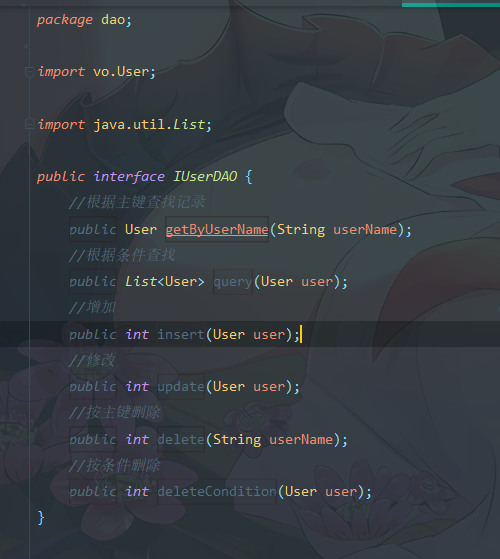 package dao;
import vo.User;
import java.util.List;
public interface IUserDAO {
//根据主键查找记录
public User getByUserName(String userName);
//根据条件查找
public List<User> query(User user);
//增加
public int insert(User user);
//修改
public int update(User user);
//按主键删除
public int delete(String userName);
//按条件删除
public int deleteCondition(User user);
}